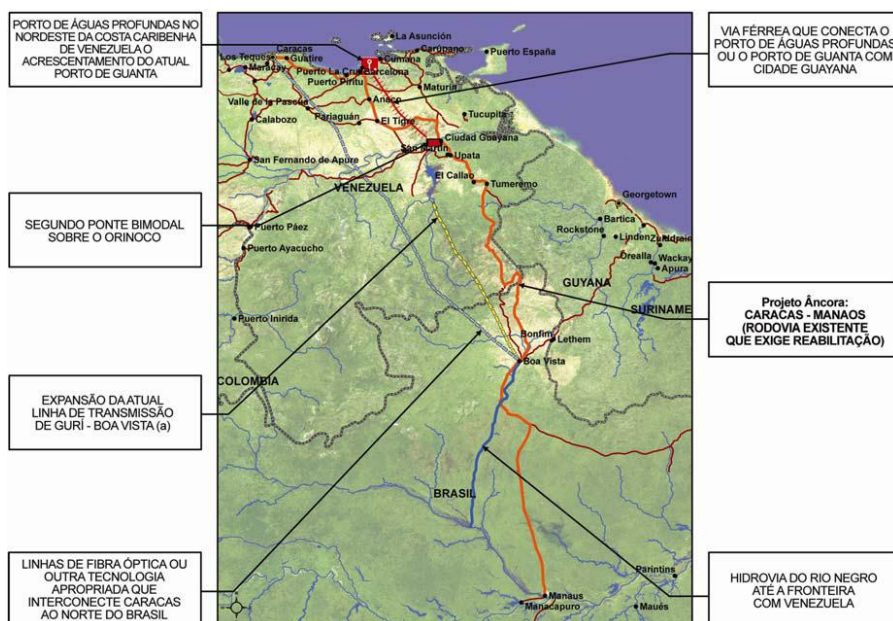 PORTO DE ÁGUAS PROFUNDAS NO
NORDESTE DA COSTA CARIBENHA
DE VENEZUELA O
ACRESCENTAMENTO DO ATUAL
PORTO DE GUANTA
VIA FÉRREA QUE CONECTA O
PORTO DE ÁGUAS PROFUNDAS
OU O PORTO DE GUANTA COM
CIDADE GUAYANA
SEGUNDO PONTE BIMODAL
SOBRE O ORINOCO
Projeto Âncora:
CARACAS - MANAOS
(RODOVIA EXISTENTE
QUE EXIGE REABILITAÇÃO)
EXPANSÃO DA ATUAL
LINHA DE TRANSMISSÃO
DE GURÍ - BOA VISTA (a)
LINHAS DE FIBRA ÓPTICA OU
OUTRA TECNOLOGIA
APROPRIADA QUE
INTERCONECTE CARACAS
AO NORTE DO BRASIL
HIDROVIA DO RIO NEGRO
ATÉ A FRONTEIRA
COM VENEZUELA
La Asunción
Caracas
Carúpano
Puerto España
Los Teques
Guatire
Cumaná
Maracay
Puerto La Cruz
Barcelona
Puerto Píritu
Maturín
Valle de la Pascua
Anaco
Tucupita
Pariaguán
El Tigre
Calabozo
Ciudad Guayana
San Martín
San Fernando de Apure
Upata
El Callao
Tumeremo
VENEZUELA
Georgetown
Bartica
Rockstone
Linden
Puerto Páez
Orealla
Wackay
Apura
Puerto Ayacucho
GUYANA
SURINAME
Puerto Inirida
Bonfim
Lethem
Boa Vista
COLOMBIA
BRASIL
Parintins
Manaus
Manacapuro
Maués